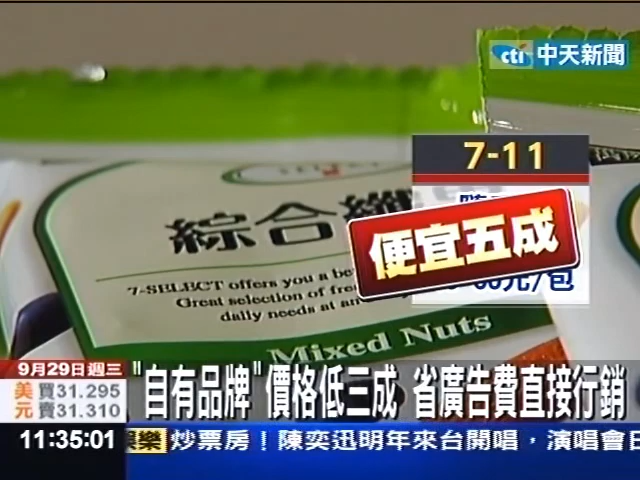 cti 中天新聞
7-11
便宜五成
元/包
綜合纖
7-SELECT offers you a
Great selection of
daily needs at
Mixed Nuts
9月29日週三
"自有品牌"價格低三成 省廣告費直接行銷
美元 買31.295
賣31.310
11:35:01
娛樂 炒票房！陳奕迅明年來台開唱，演唱會